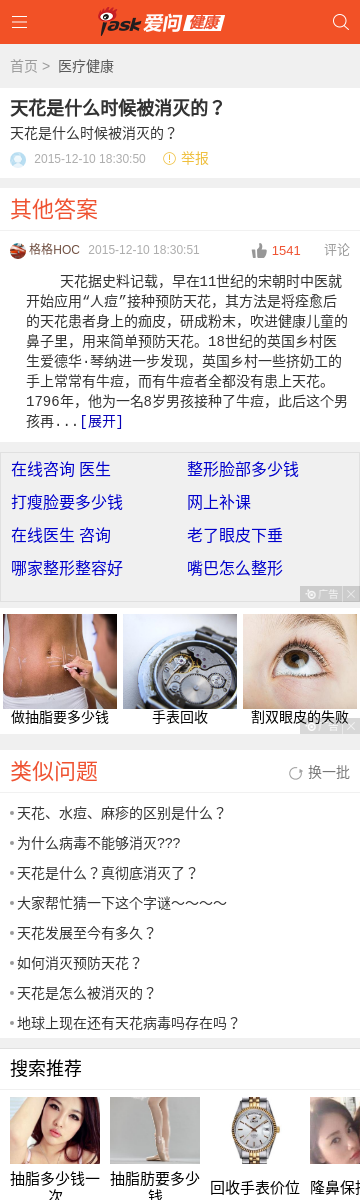 iask 爱问 健康
首页 > 医疗健康
天花是什么时候被消灭的？
天花是什么时候被消灭的？
2015-12-10 18:30:50 举报
其他答案
格格HOC 2015-12-10 18:30:51 1541 评论
天花据史料记载，早在11世纪的宋朝时中医就
开始应用“人痘”接种预防天花，其方法是将痊愈后
的天花患者身上的痂皮，研成粉末，吹进健康儿童的
鼻子里，用来简单预防天花。18世纪的英国乡村医
生爱德华·琴纳进一步发现，英国乡村一些挤奶工的
手上常常有牛痘，而有牛痘者全都没有患上天花。
1796年，他为一名8岁男孩接种了牛痘，此后这个男
孩再...[展开]
在线咨询 医生 整形脸部多少钱
打瘦脸要多少钱 网上补课
在线医生 咨询 老了眼皮下垂
哪家整形整容好 嘴巴怎么整形
广告
做抽脂要多少钱 手表回收 割双眼皮的失败
广告
类似问题 换一批
天花、水痘、麻疹的区别是什么？
为什么病毒不能够消灭???
天花是什么？真彻底消灭了？
大家帮忙猜一下这个字谜～～～～
天花发展至今有多久？
如何消灭预防天花？
天花是怎么被消灭的？
地球上现在还有天花病毒吗存在吗？
搜索推荐
抽脂多少钱一 抽脂肪要多少 回收手表价位 隆鼻保持
次 钱